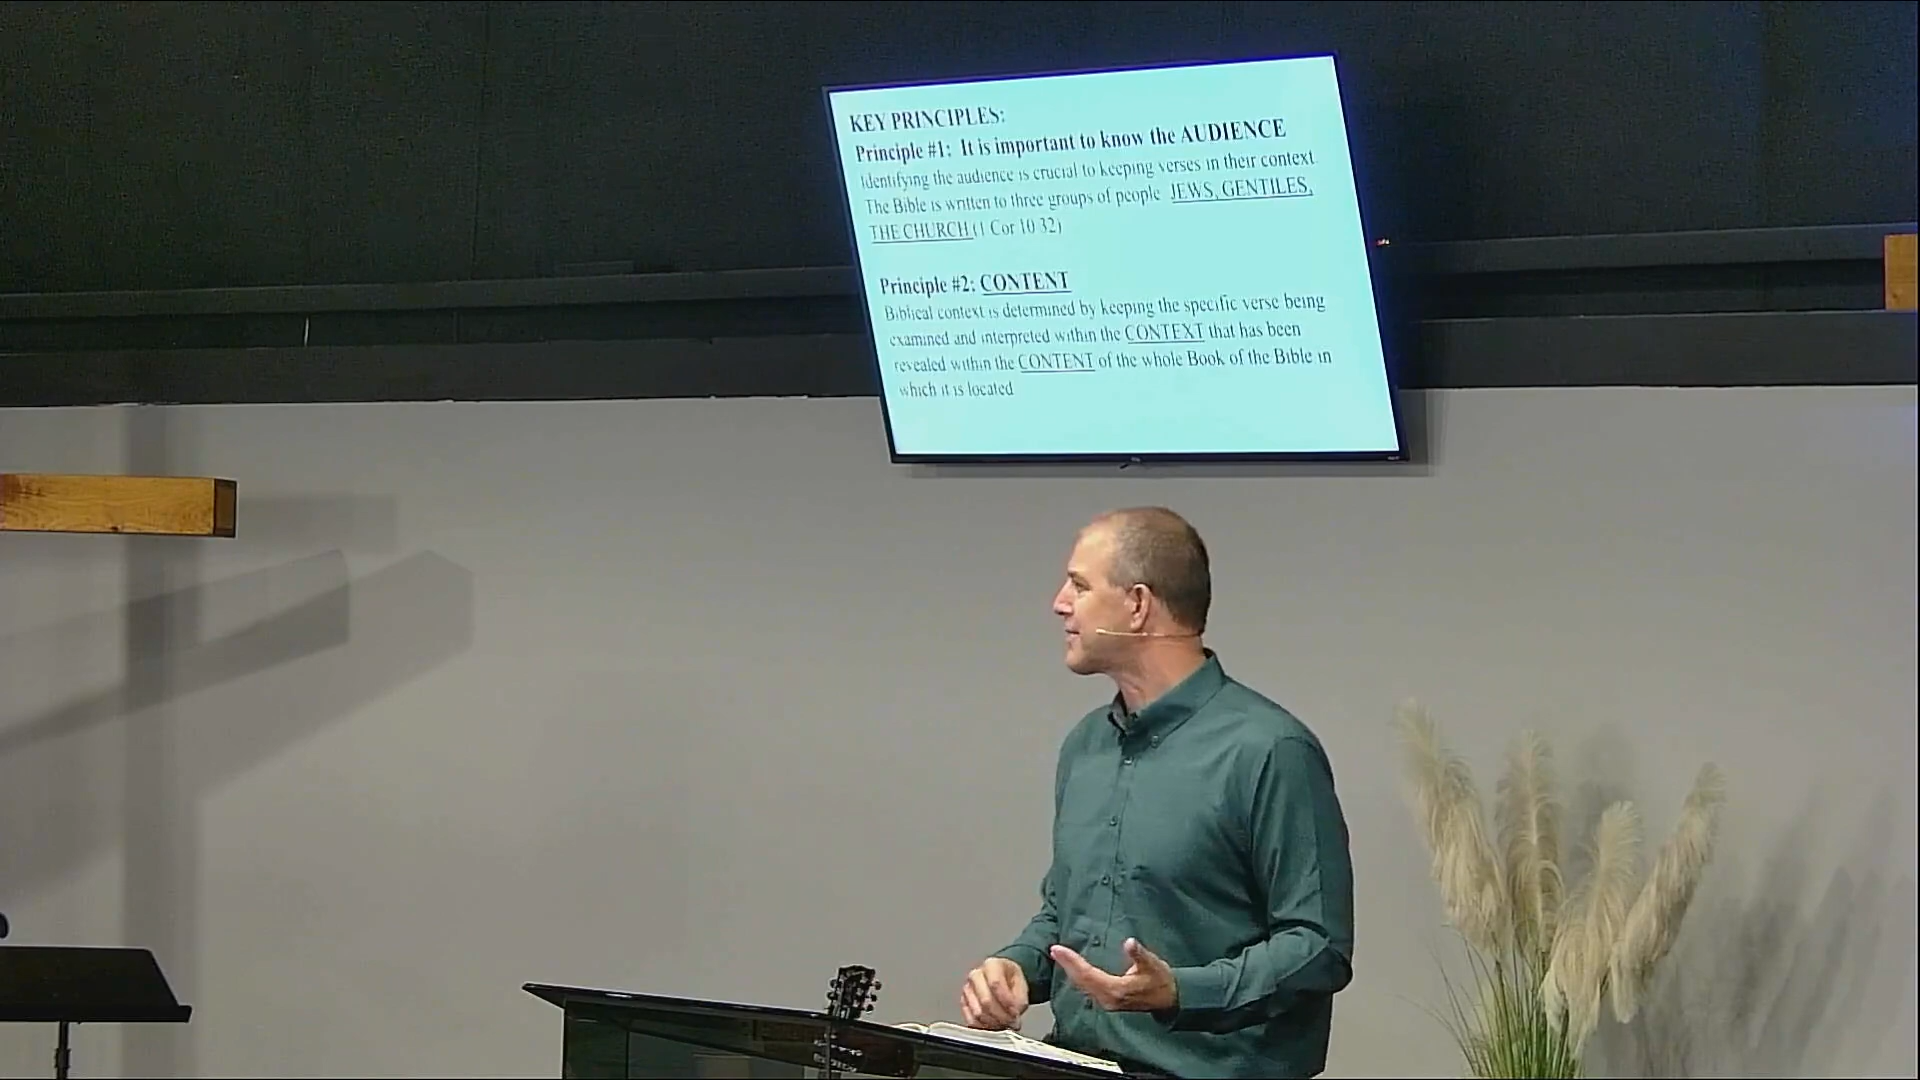 KEY PRINCIPLES:
Principle #1: It is important to know the AUDIENCE
Identifying the audience is crucial to keeping verses in their context.
The Bible is written to three groups of people JEWS, GENTILES,
THE CHURCH (1 Cor 10 32)
Principle #2: CONTENT
Biblical context is determined by keeping the specific verse being
examined and interpreted within the CONTEXT that has been
revealed within the CONTENT of the whole Book of the Bible in
which it is located